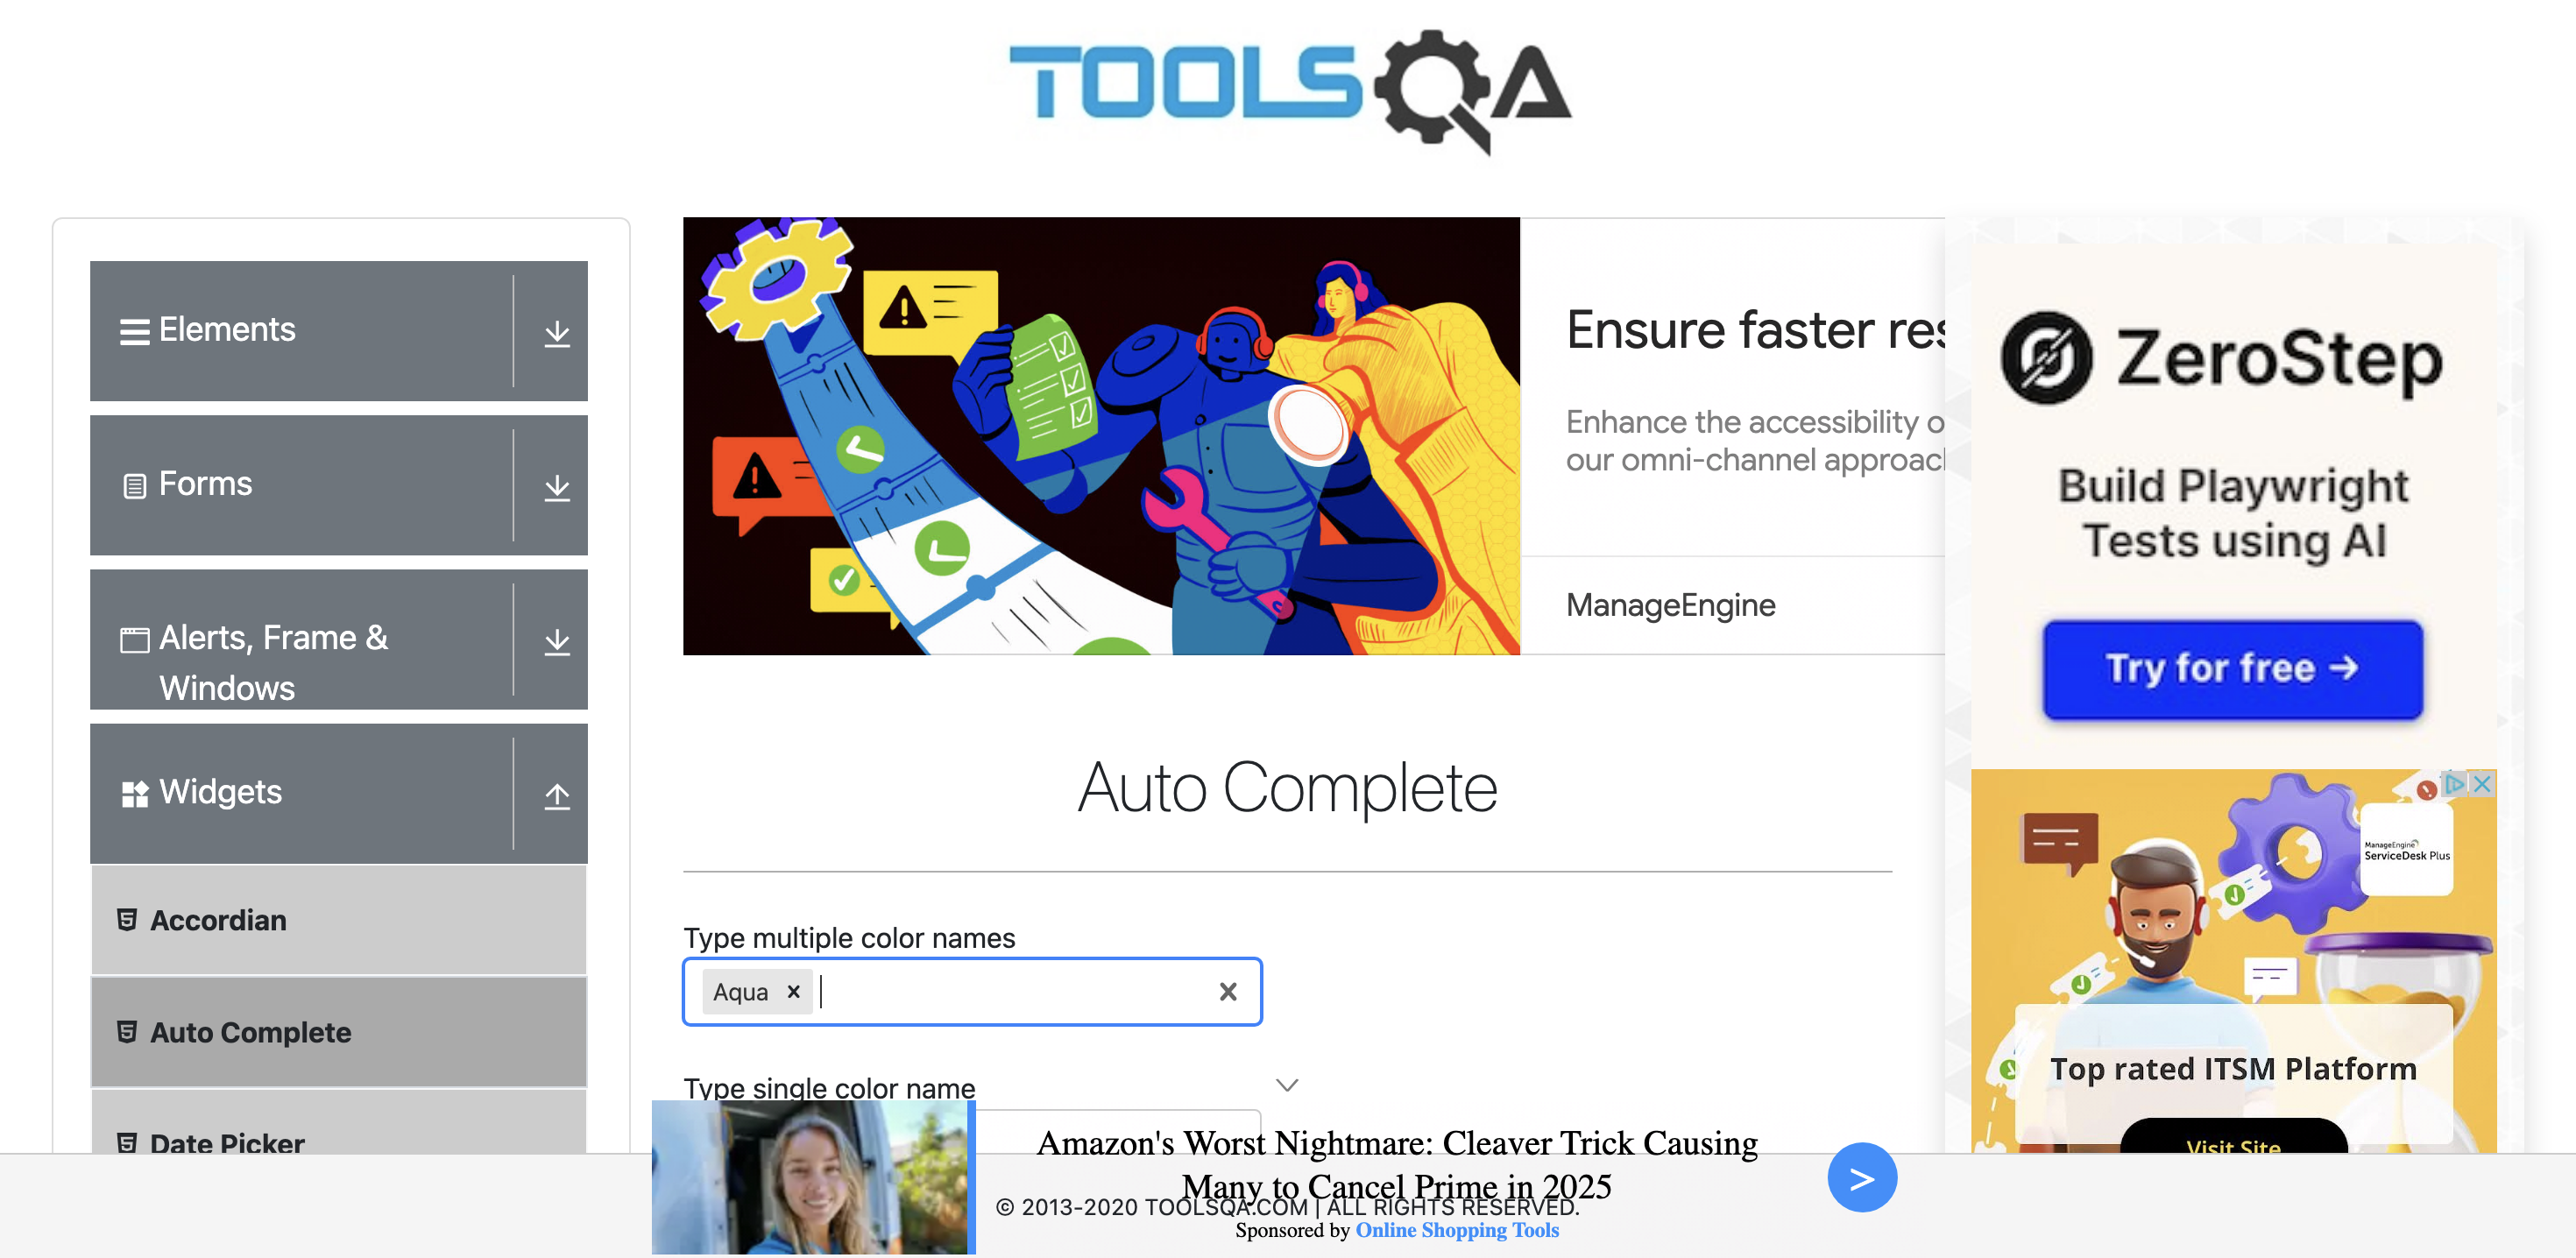 TOOLSQA
Elements
Forms
Alerts, Frame &
Windows
Widgets
Accordian
Auto Complete
Date Picker
Ensure faster res
Enhance the accessibility o
our omni-channel approac
ManageEngine
Auto Complete
Type multiple color names
Aqua
Type single color name
ZeroStep
Build Playwright
Tests using AI
Try for free →
ManageEngine
ServiceDesk Plus
Top rated ITSM Platform
Visit Site
Amazon's Worst Nightmare: Cleaver Trick Causing
Many to Cancel Prime in 2025
© 2013-2020 TOOLSQA.COM | ALL RIGHTS RESERVED.
Sponsored by Online Shopping Tools